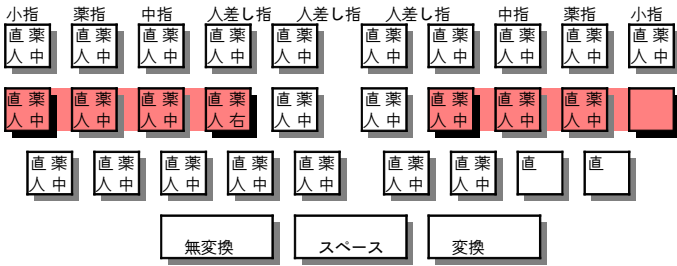 小指 薬指 中指 人差し指 人差し指 人差し指 中指 薬指 小指
直薬 直薬 直薬 直薬 直薬 直薬 直薬 直薬 直薬
人中 人中 人中 人中 人中 人中 人中 人中 人中
直薬 直薬 直薬 直薬 直薬 直薬 直薬 直薬 直薬
人中 人中 人中 人右 人中 人中 人中 人中 人中
直薬 直薬 直薬 直薬 直薬 直薬 直薬 直 直
人中 人中 人中 人中 人中 人中 人中
無変換 スペース 変換